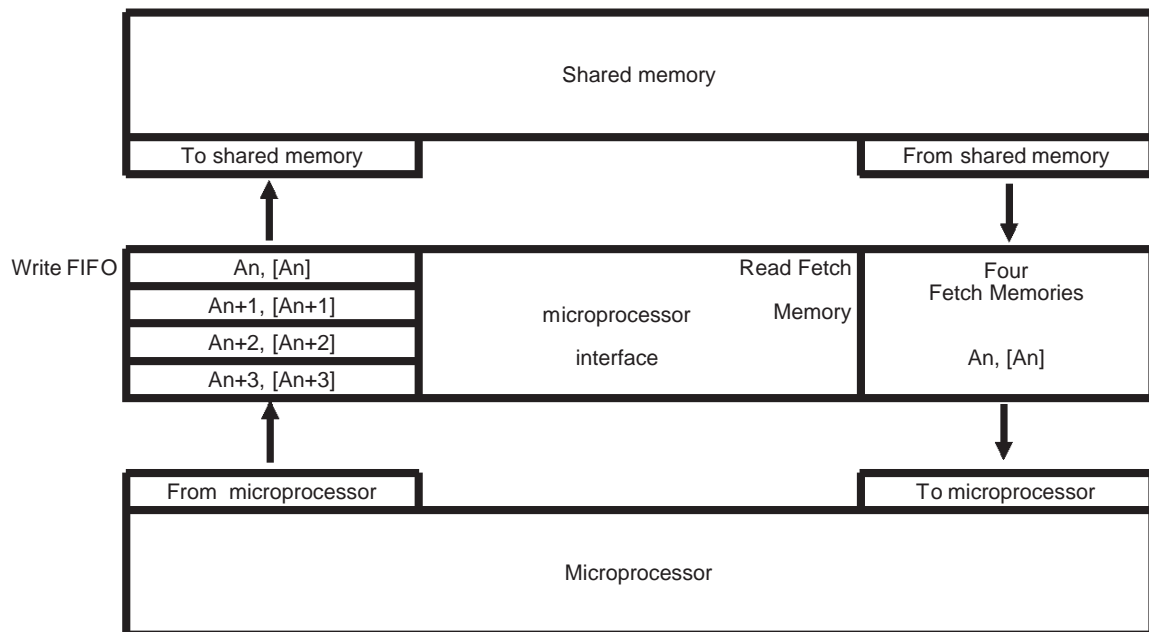 Shared memory
To shared memory
From shared memory
Write FIFO
An, [An]
An+1, [An+1]
An+2, [An+2]
An+3, [An+3]
microprocessor
interface
Read Fetch
Memory
Four
Fetch Memories
An, [An]
From microprocessor
To microprocessor
Microprocessor